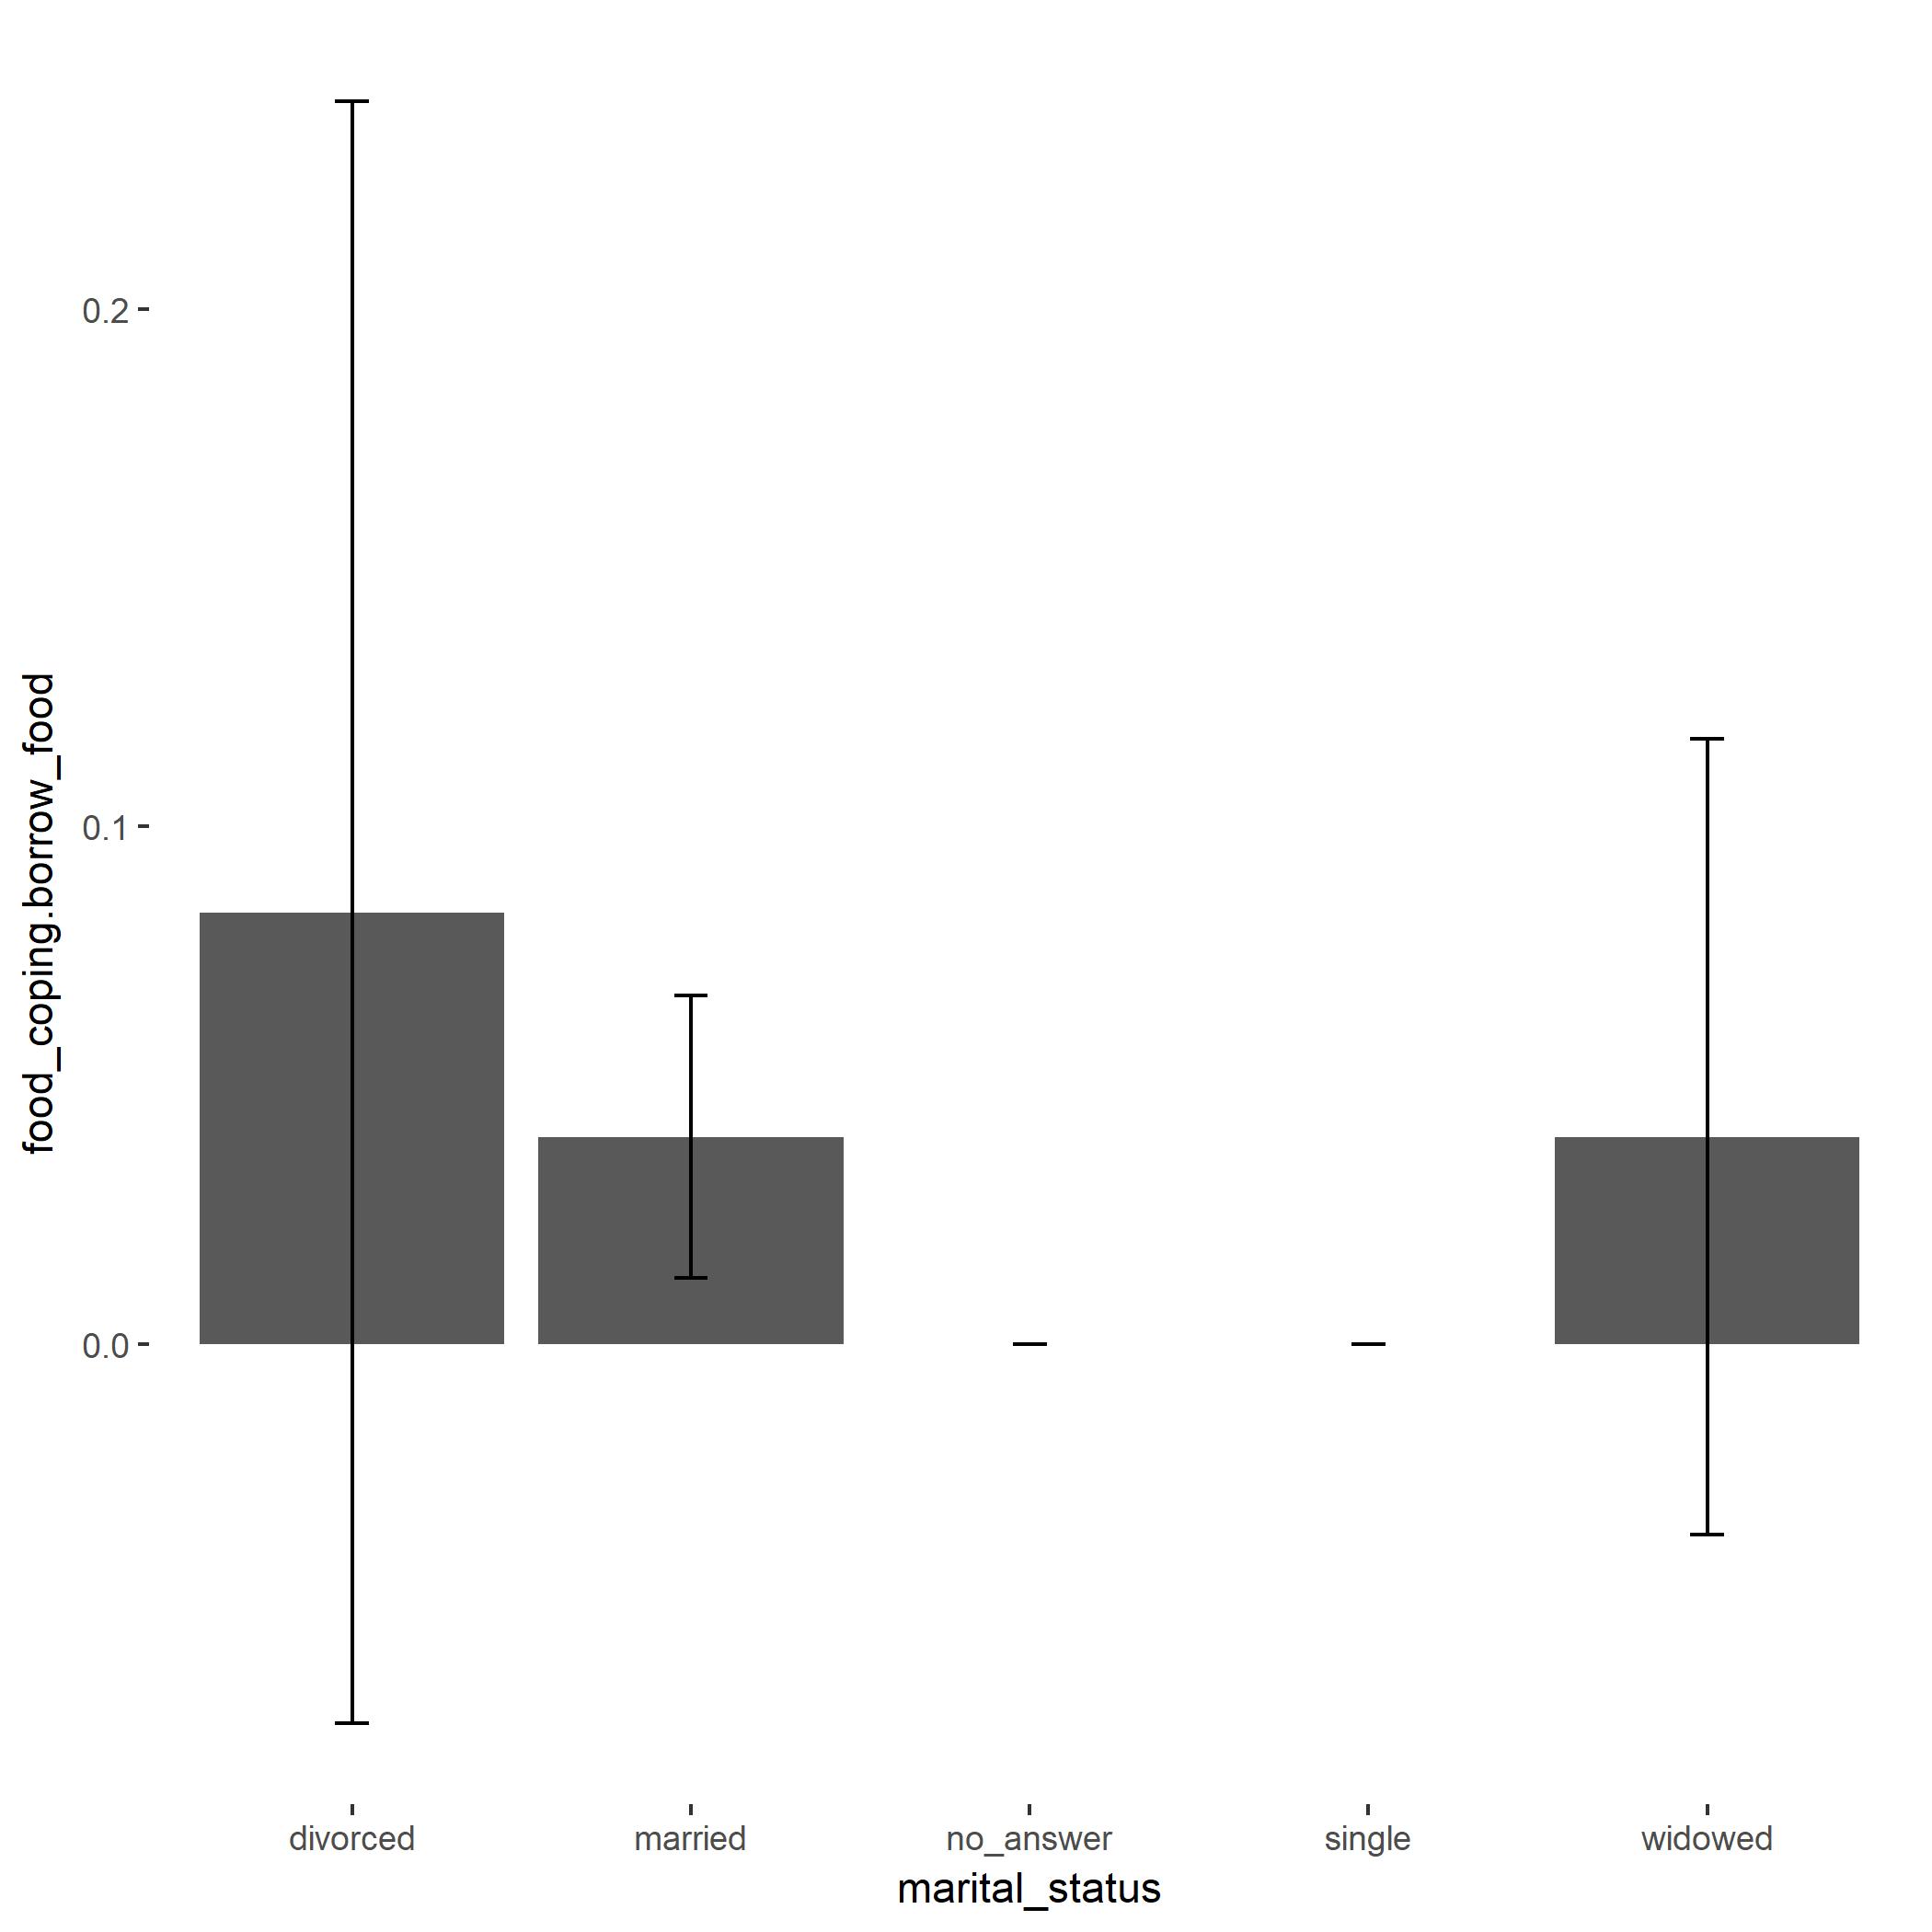 food_coping.borrow_food
0.2
0.1
0.0
divorced married no_answer single widowed
marital_status